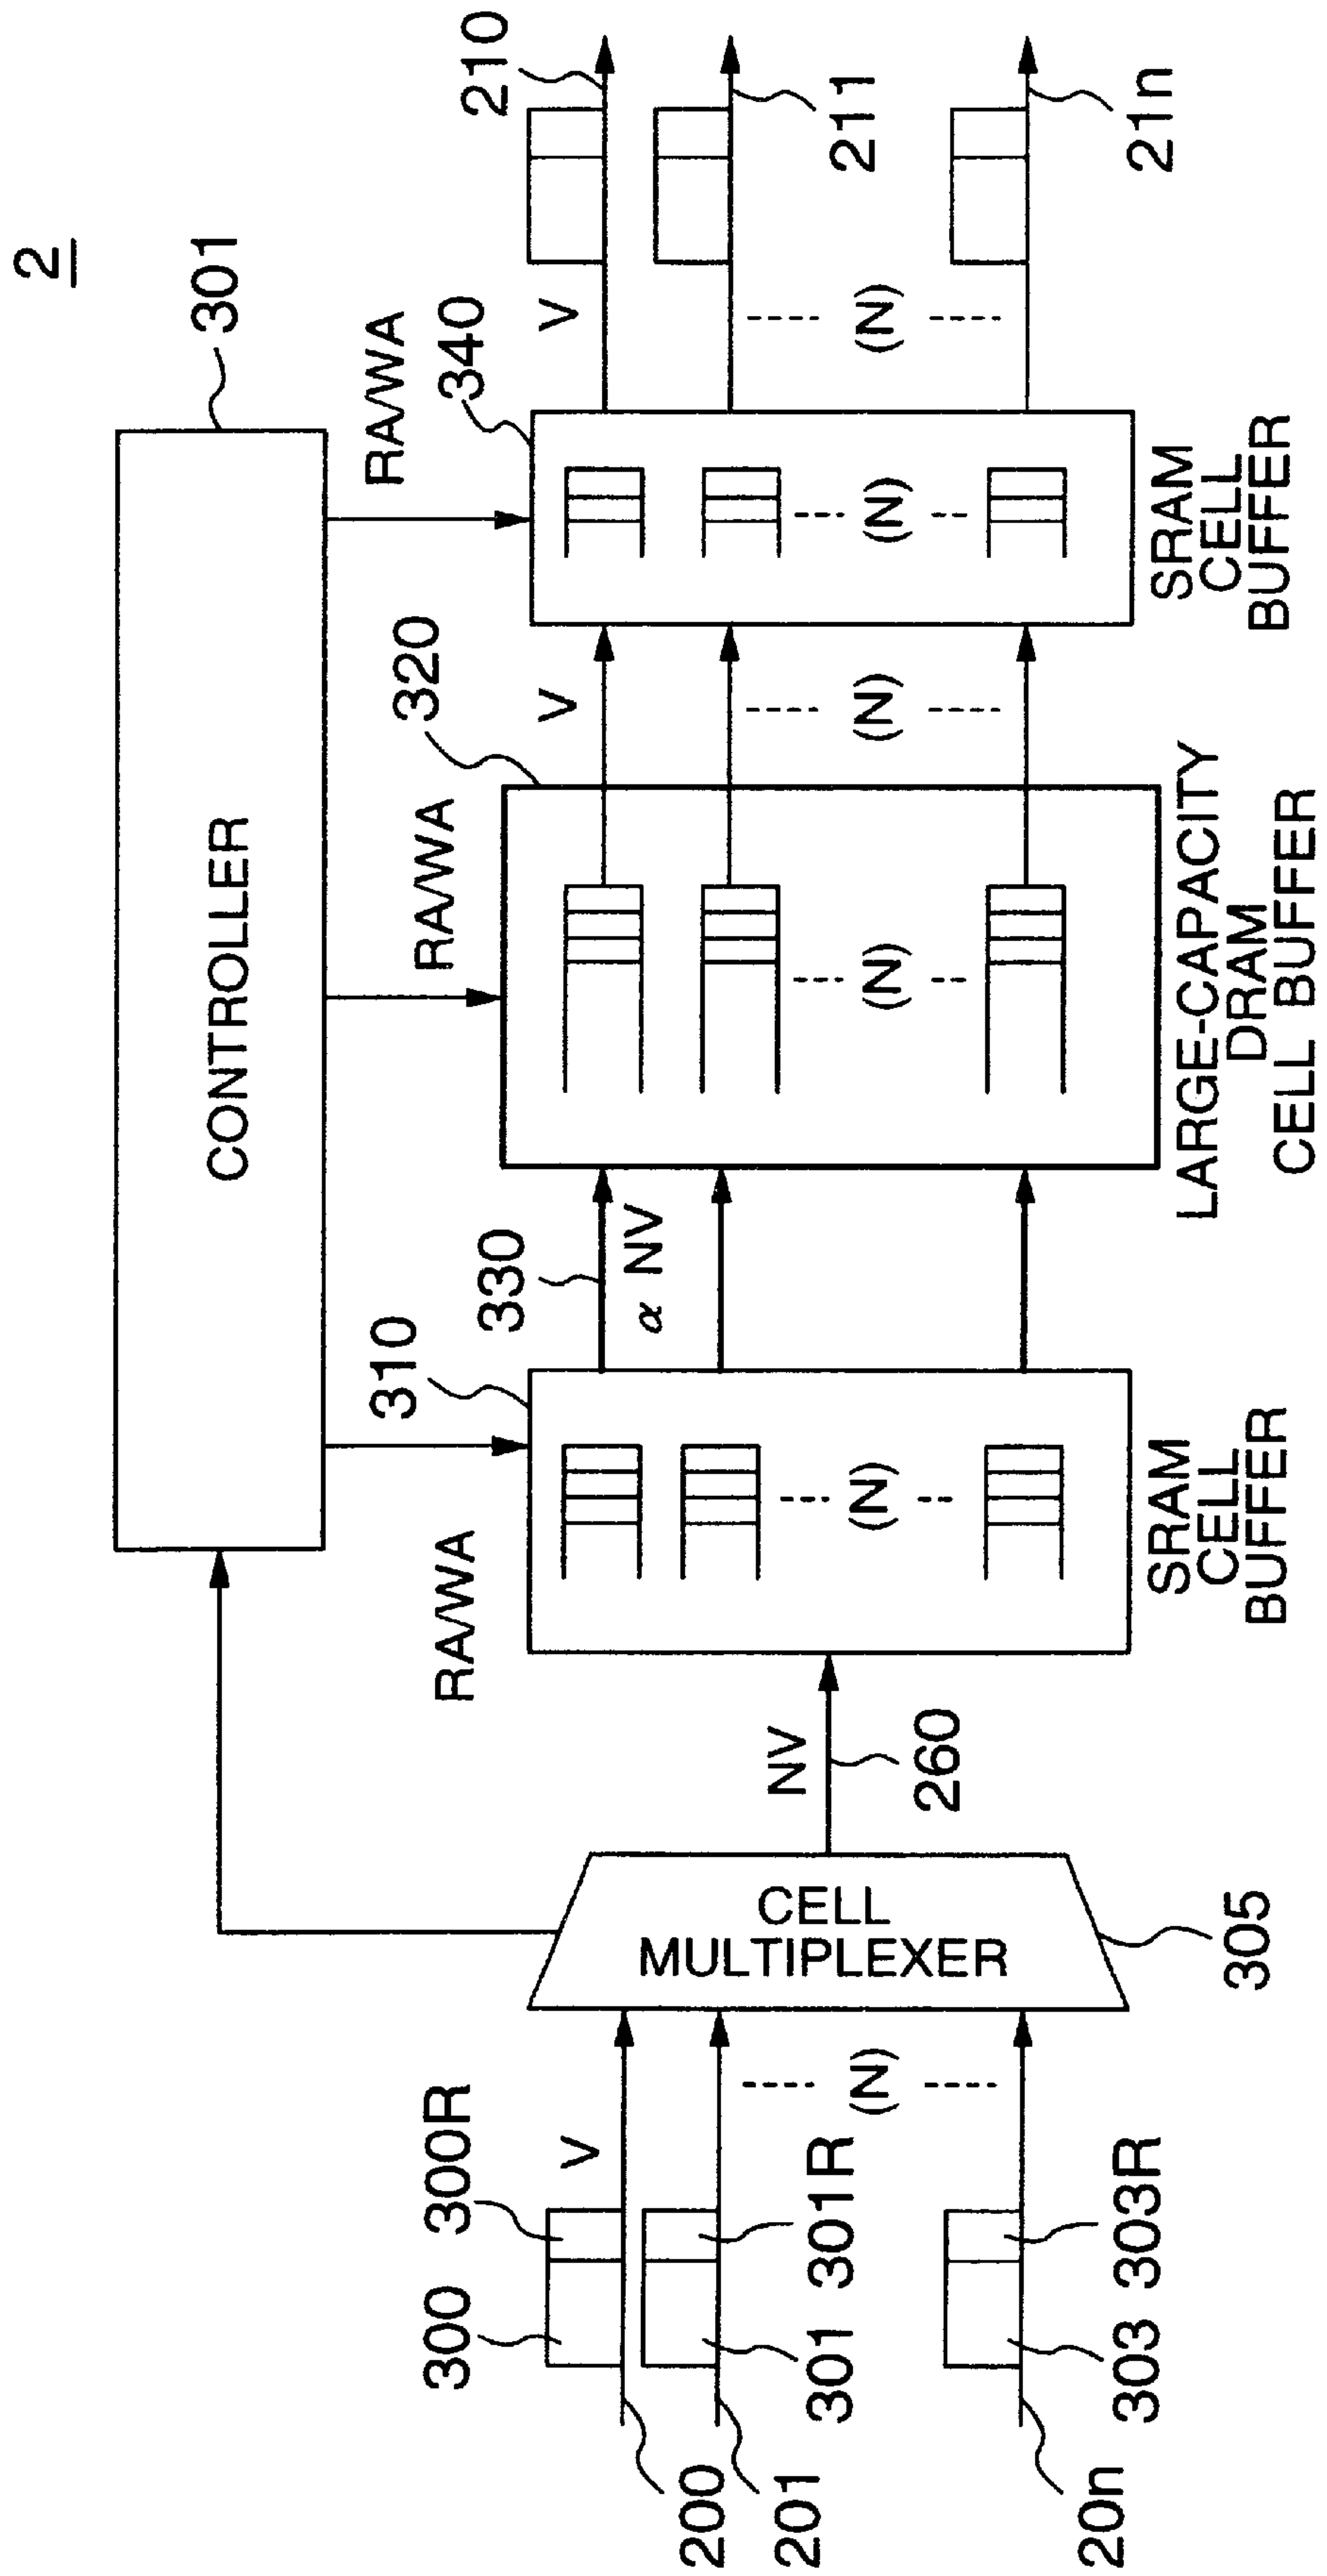 2
301
CONTROLLER
RA/WA
RA/WA
RA/WA
310
320
340
300
300R
V
200
301
301R
201
(N)
303
303R
20n
CELL
MULTIPLEXER
305
NV
260
(N)
SRAM
CELL
BUFFER
330
α NV
(N)
LARGE-CAPACITY
DRAM
CELL BUFFER
V
(N)
(N)
SRAM
CELL
BUFFER
V
(N)
210
211
21n